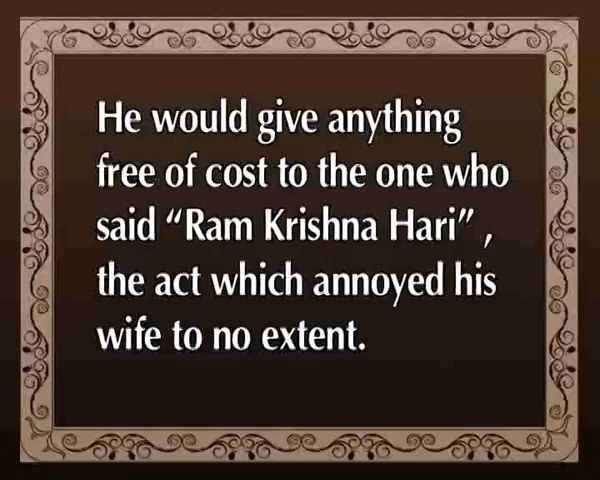 He would give anything
free of cost to the one who
said “Ram Krishna Hari” ,
the act which annoyed his
wife to no extent.